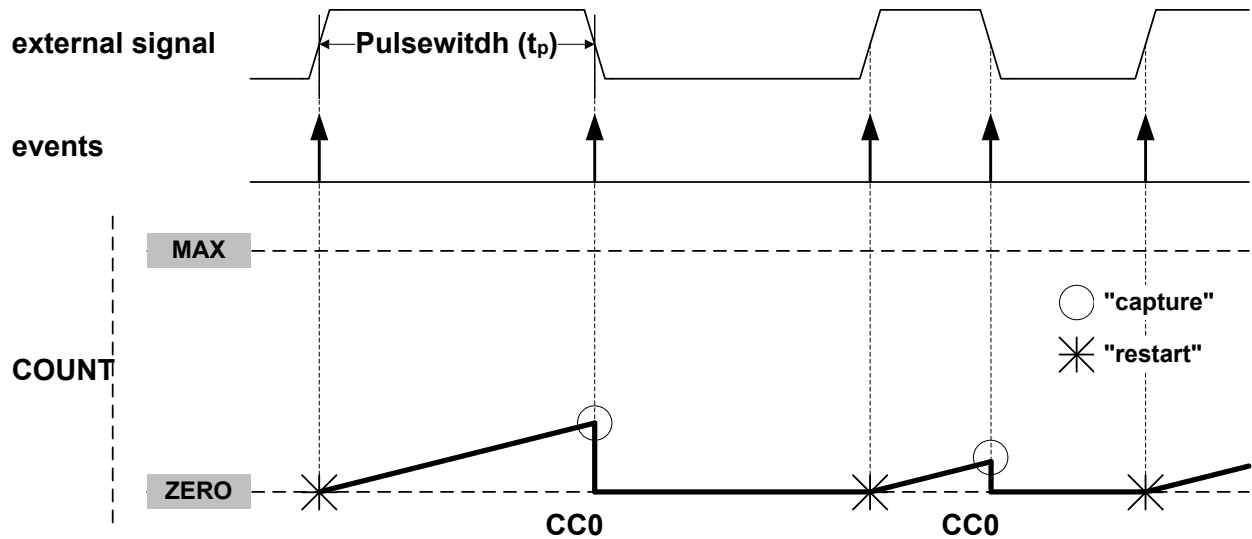 external signal
Pulsewitdh (tp)
events
MAX
"capture"
"restart"
COUNT
ZERO
CC0 CC0